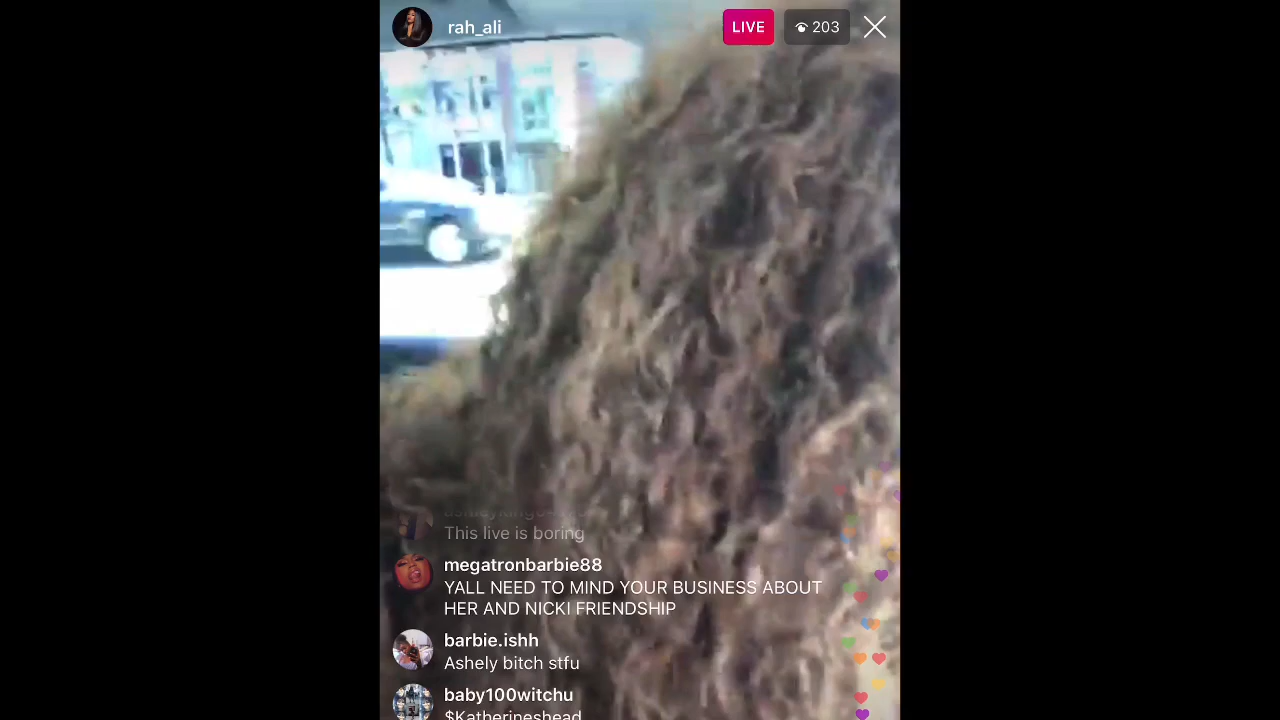 rah_ali
LIVE
203
This live is boring
megatronbarbie88
YALL NEED TO MIND YOUR BUSINESS ABOUT
HER AND NICKI FRIENDSHIP
barbie.ishh
Ashely bitch stfu
baby100witchu
$Katherineshead